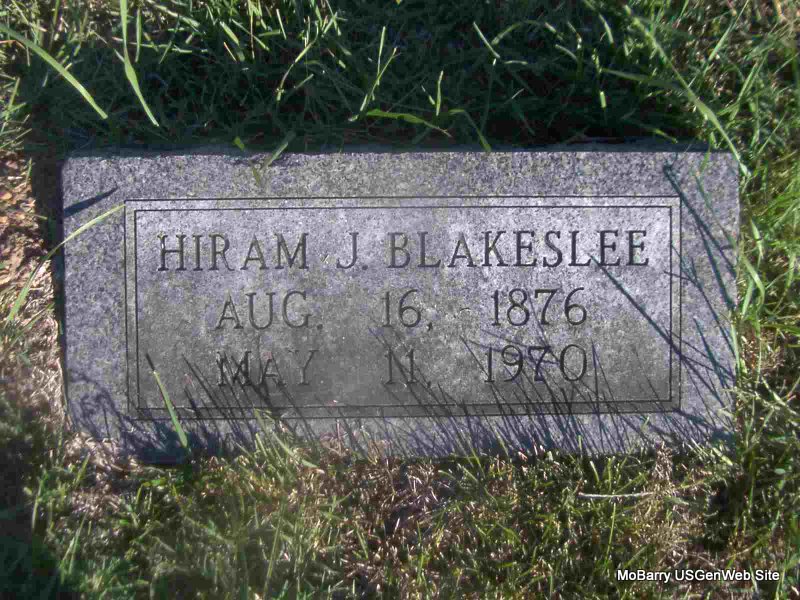 HIRAM J. BLAKESLEE
AUG. 16, 1876
MAY 11, 1970
MoBarry USGenWeb Site